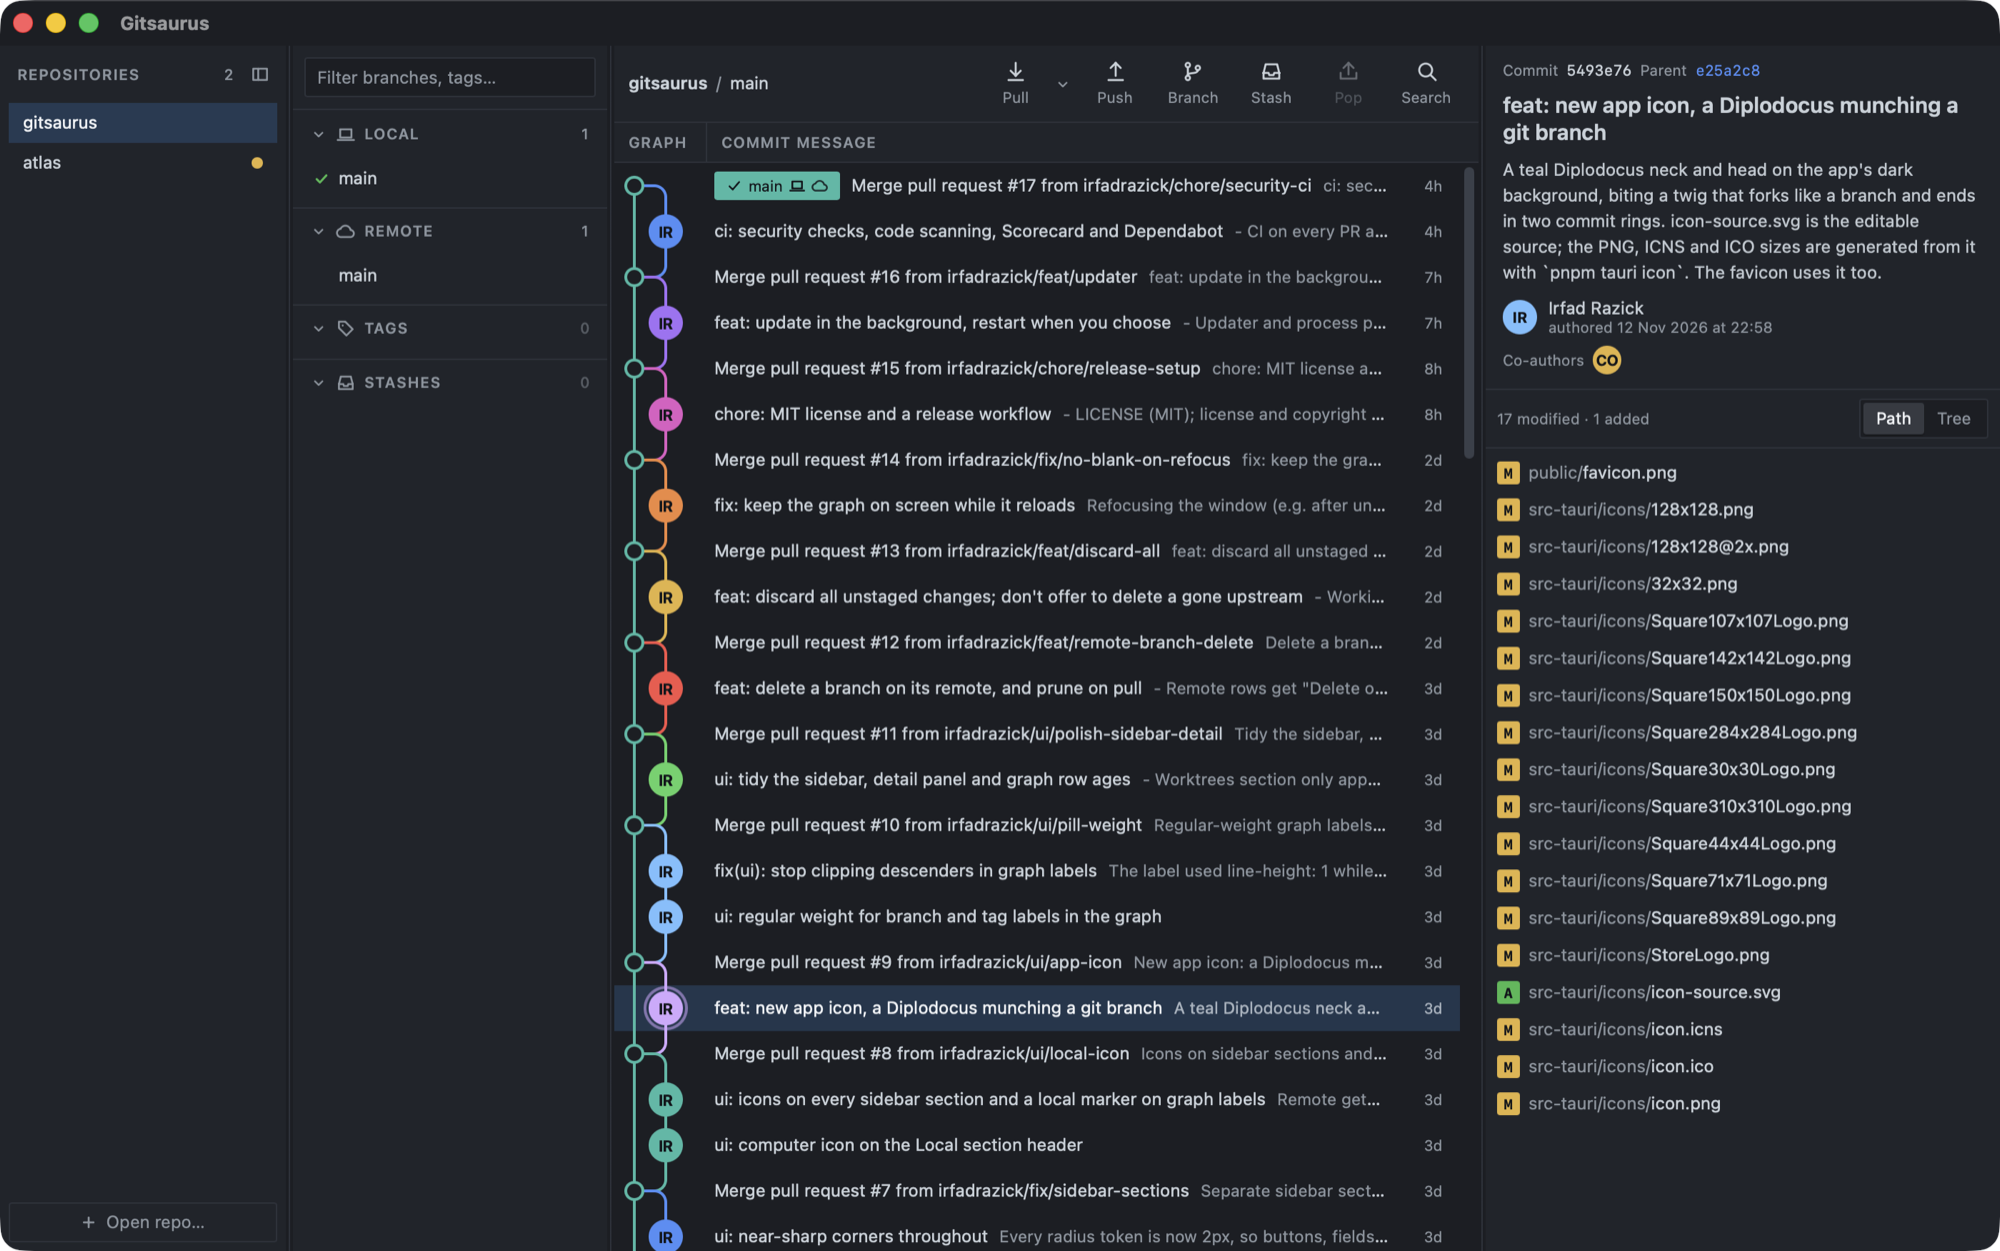 Gitsaurus
REPOSITORIES 2
gitsaurus
atlas
+ Open repo...
Filter branches, tags...
LOCAL 1
main
REMOTE 1
main
TAGS 0
STASHES 0
gitsaurus / main
Pull
Push
Branch
Stash
Pop
Search
GRAPH COMMIT MESSAGE
main Merge pull request #17 from irfadrazick/chore/security-ci ci: sec... 4h
IR ci: security checks, code scanning, Scorecard and Dependabot - CI on every PR a... 4h
Merge pull request #16 from irfadrazick/feat/updater feat: update in the backgrou... 7h
IR feat: update in the background, restart when you choose - Updater and process p... 7h
Merge pull request #15 from irfadrazick/chore/release-setup chore: MIT license a... 8h
IR chore: MIT license and a release workflow - LICENSE (MIT); license and copyright ... 8h
Merge pull request #14 from irfadrazick/fix/no-blank-on-refocus fix: keep the gra... 2d
IR fix: keep the graph on screen while it reloads Refocusing the window (e.g. after un... 2d
Merge pull request #13 from irfadrazick/feat/discard-all feat: discard all unstaged ... 2d
IR feat: discard all unstaged changes; don't offer to delete a gone upstream - Worki... 2d
Merge pull request #12 from irfadrazick/feat/remote-branch-delete Delete a bran... 2d
IR feat: delete a branch on its remote, and prune on pull - Remote rows get "Delete o... 3d
Merge pull request #11 from irfadrazick/ui/polish-sidebar-detail Tidy the sidebar, ... 3d
IR ui: tidy the sidebar, detail panel and graph row ages - Worktrees section only app... 3d
Merge pull request #10 from irfadrazick/ui/pill-weight Regular-weight graph labels... 3d
IR fix(ui): stop clipping descenders in graph labels The label used line-height: 1 while... 3d
IR ui: regular weight for branch and tag labels in the graph 3d
Merge pull request #9 from irfadrazick/ui/app-icon New app icon: a Diplodocus m... 3d
IR feat: new app icon, a Diplodocus munching a git branch A teal Diplodocus neck a... 3d
Merge pull request #8 from irfadrazick/ui/local-icon Icons on sidebar sections and... 3d
IR ui: icons on every sidebar section and a local marker on graph labels Remote get... 3d
IR ui: computer icon on the Local section header 3d
Merge pull request #7 from irfadrazick/fix/sidebar-sections Separate sidebar sect... 3d
IR ui: near-sharp corners throughout Every radius token is now 2px, so buttons, fields... 3d
Commit 5493e76 Parent e25a2c8
feat: new app icon, a Diplodocus munching a
git branch
A teal Diplodocus neck and head on the app's dark
background, biting a twig that forks like a branch and ends
in two commit rings. icon-source.svg is the editable
source; the PNG, ICNS and ICO sizes are generated from it
with `pnpm tauri icon`. The favicon uses it too.
IR Irfad Razick
authored 12 Nov 2026 at 22:58
Co-authors CO
17 modified · 1 added Path Tree
M public/favicon.png
M src-tauri/icons/128x128.png
M src-tauri/icons/128x128@2x.png
M src-tauri/icons/32x32.png
M src-tauri/icons/Square107x107Logo.png
M src-tauri/icons/Square142x142Logo.png
M src-tauri/icons/Square150x150Logo.png
M src-tauri/icons/Square284x284Logo.png
M src-tauri/icons/Square30x30Logo.png
M src-tauri/icons/Square310x310Logo.png
M src-tauri/icons/Square44x44Logo.png
M src-tauri/icons/Square71x71Logo.png
M src-tauri/icons/Square89x89Logo.png
M src-tauri/icons/StoreLogo.png
A src-tauri/icons/icon-source.svg
M src-tauri/icons/icon.icns
M src-tauri/icons/icon.ico
M src-tauri/icons/icon.png